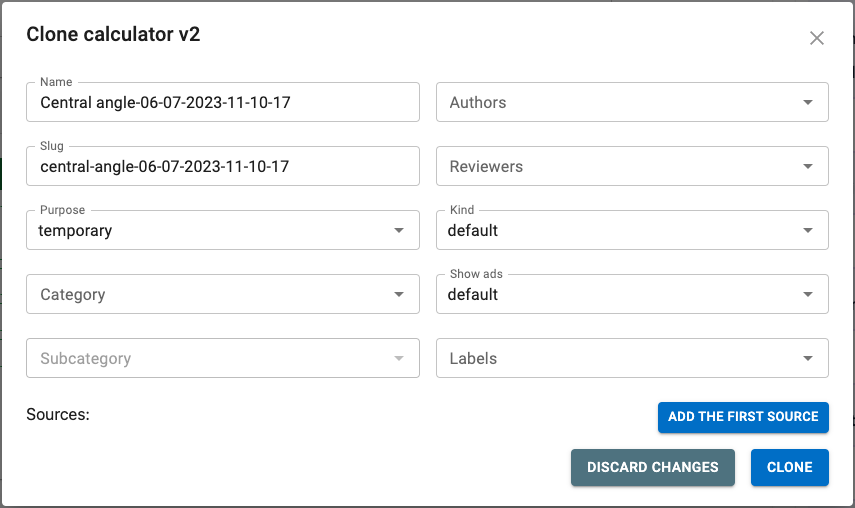 Clone calculator v2
Name
Central angle-06-07-2023-11-10-17
Authors
Slug
central-angle-06-07-2023-11-10-17
Reviewers
Purpose
temporary
Kind
default
Category
Show ads
default
Subcategory
Labels
Sources:
ADD THE FIRST SOURCE
DISCARD CHANGES
CLONE